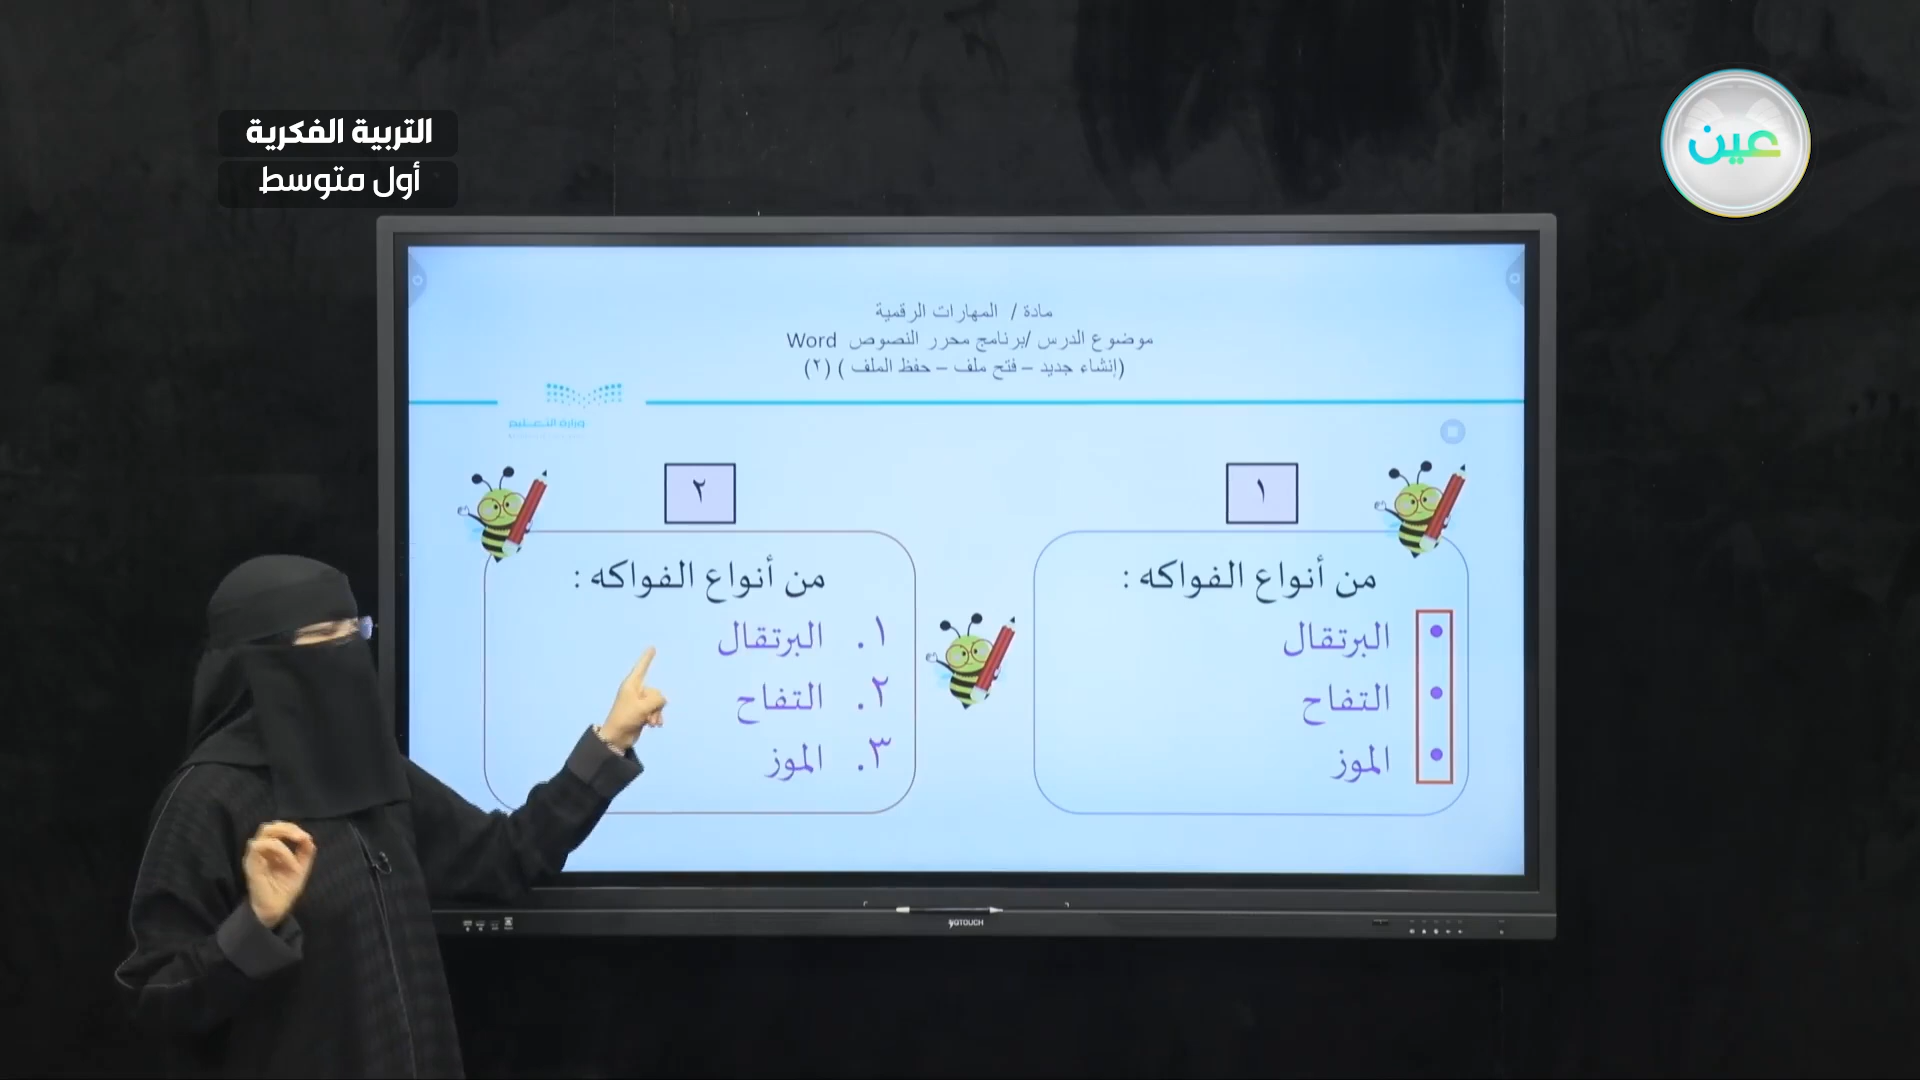 التربية الفكرية
أول متوسط
عين
مادة / المهارات الرقمية
موضوع الدرس /برنامج محرر النصوص Word
(إنشاء جديد – فتح ملف – حفظ الملف ) (٢)
وزارة التعليم
١
من أنواع الفواكه :
• البرتقال
• التفاح
• الموز
٢
من أنواع الفواكه :
١. البرتقال
٢. التفاح
٣. الموز